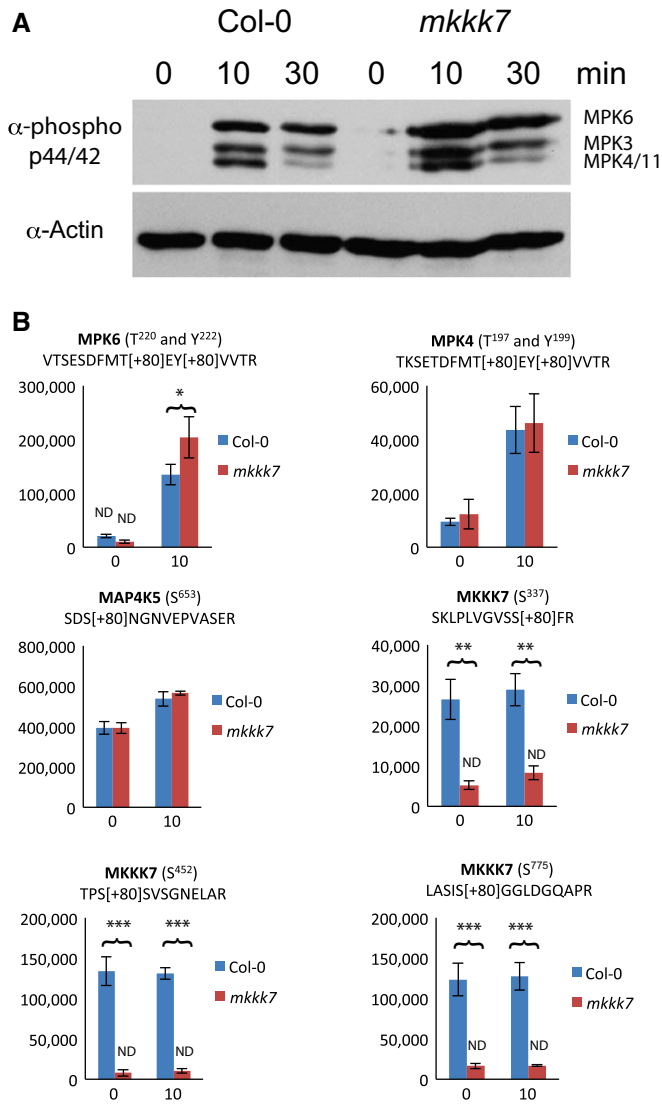 A
Col-0 mkkk7
0 10 30 0 10 30 min
α-phospho
p44/42
MPK6
MPK3
MPK4/11
α-Actin
B
MPK6 (T220 and Y222)
VTSESDFMT[+80]EY[+80]VVTR
300,000
200,000
100,000
0
ND
ND
*
0 10
Col-0
mkkk7
MPK4 (T197 and Y199)
TKSETDFMT[+80]EY[+80]VVTR
60,000
40,000
20,000
0
0 10
Col-0
mkkk7
MAP4K5 (S653)
SDS[+80]NGNVEPVASER
800,000
600,000
400,000
200,000
0
0 10
Col-0
mkkk7
MKKK7 (S337)
SKLPLVGVSS[+80]FR
40,000
30,000
20,000
10,000
0
** **
ND
ND
0 10
Col-0
mkkk7
MKKK7 (S452)
TPS[+80]SVSGNELAR
200,000
150,000
100,000
50,000
0
*** ***
ND ND
0 10
Col-0
mkkk7
MKKK7 (S775)
LASIS[+80]GGLDGQAPR
200,000
150,000
100,000
50,000
0
*** ***
ND ND
0 10
Col-0
mkkk7